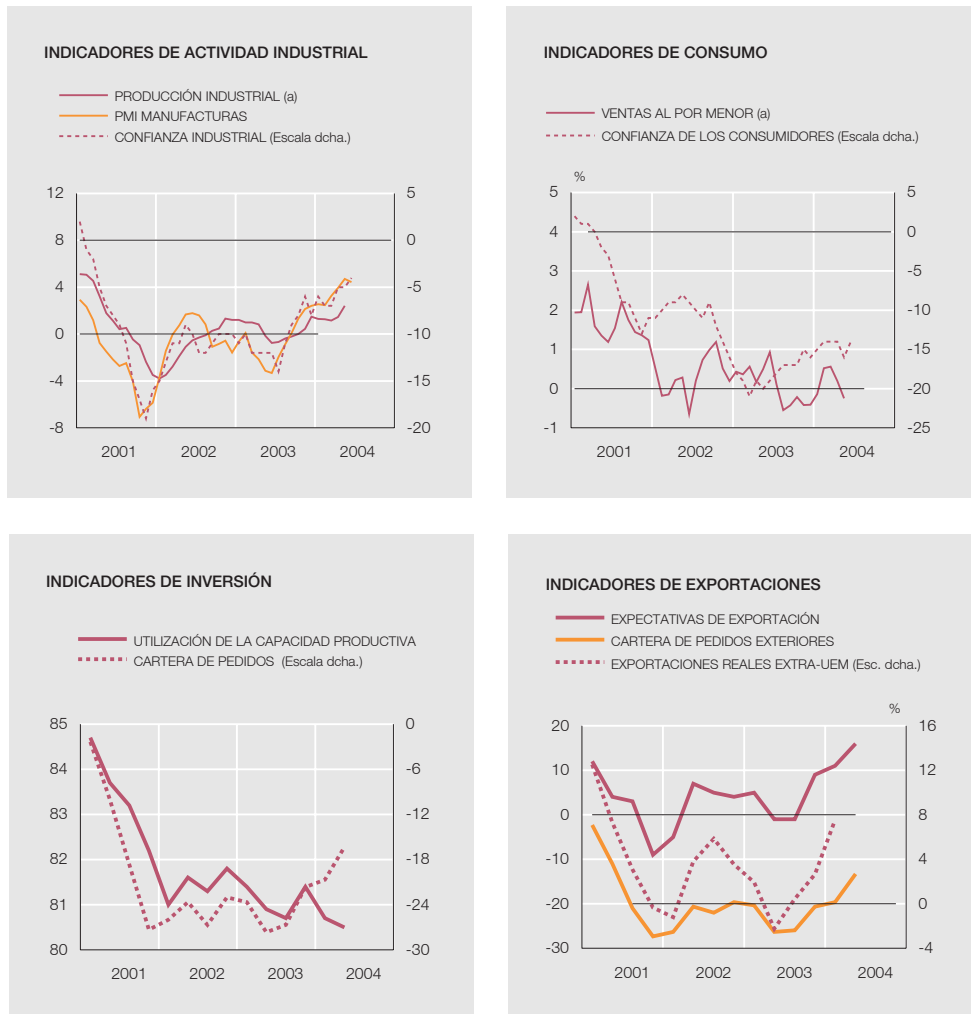 INDICADORES DE ACTIVIDAD INDUSTRIAL
PRODUCCIÓN INDUSTRIAL (a)
PMI MANUFACTURAS
CONFIANZA INDUSTRIAL (Escala dcha.)
12 5
8 0
4 -5
0 -10
-4 -15
-8 -20
2001 2002 2003 2004
INDICADORES DE CONSUMO
VENTAS AL POR MENOR (a)
CONFIANZA DE LOS CONSUMIDORES (Escala dcha.)
%
5 5
4 0
3 -5
2 -10
1 -15
0 -20
-1 -25
2001 2002 2003 2004
INDICADORES DE INVERSIÓN
UTILIZACIÓN DE LA CAPACIDAD PRODUCTIVA
CARTERA DE PEDIDOS (Escala dcha.)
85 0
84 -6
83 -12
82 -18
81 -24
80 -30
2001 2002 2003 2004
INDICADORES DE EXPORTACIONES
EXPECTATIVAS DE EXPORTACIÓN
CARTERA DE PEDIDOS EXTERIORES
EXPORTACIONES REALES EXTRA-UEM (Esc. dcha.)
%
20 16
10 12
0 8
-10 4
-20 0
-30 -4
2001 2002 2003 2004